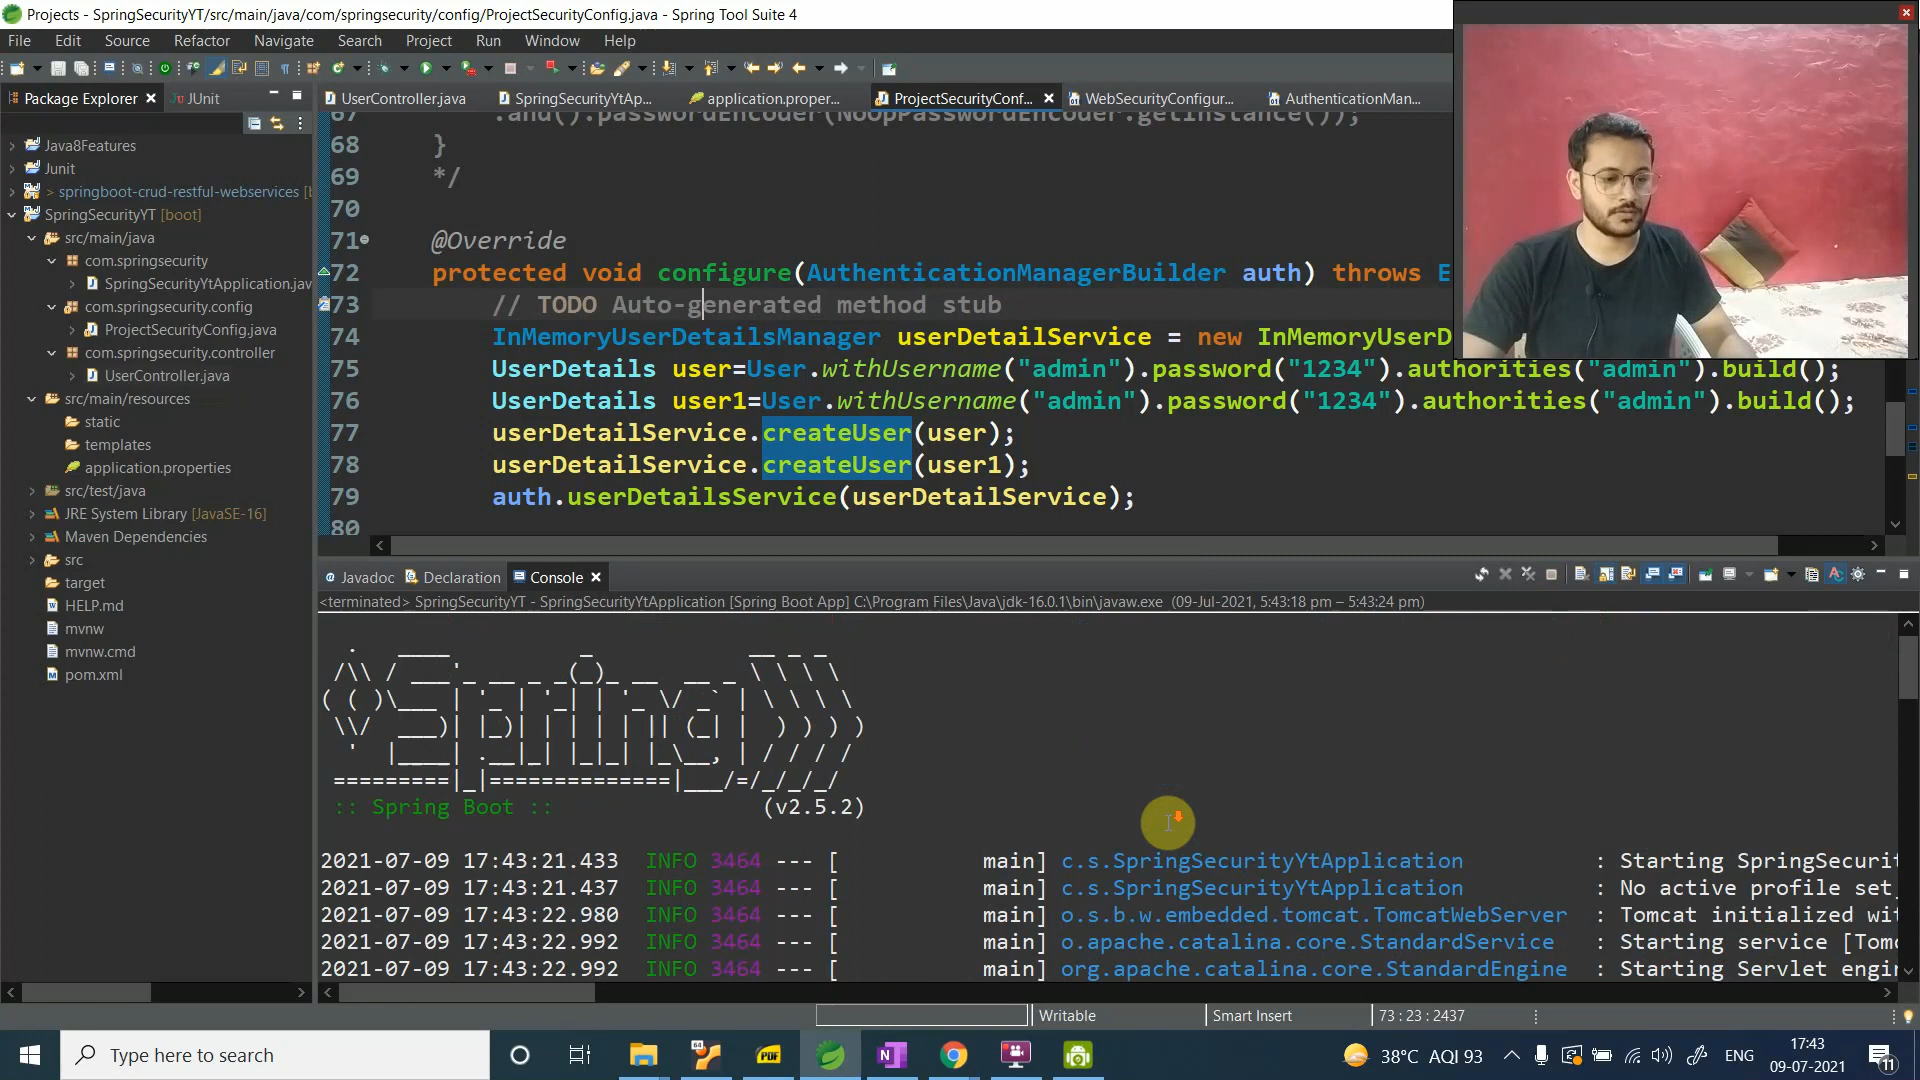 Projects - SpringSecurityYT/src/main/java/com/springsecurity/config/ProjectSecurityConfig.java - Spring Tool Suite 4
File Edit Source Refactor Navigate Search Project Run Window Help
Package Explorer JUnit
UserController.java SpringSecurityYtAp... application.proper... ProjectSecurityConf... WebSecurityConfigur... AuthenticationMan...
Java8Features
Junit
> springboot-crud-restful-webservices [b
SpringSecurityYT [boot]
src/main/java
com.springsecurity
SpringSecurityYtApplication.jav
com.springsecurity.config
ProjectSecurityConfig.java
com.springsecurity.controller
UserController.java
src/main/resources
static
templates
application.properties
src/test/java
JRE System Library [JavaSE-16]
Maven Dependencies
src
target
HELP.md
mvnw
mvnw.cmd
pom.xml
67 .and().passwordEncoder(NoOpPasswordEncoder.getInstance());
68 }
69 */
70
71 @Override
72 protected void configure(AuthenticationManagerBuilder auth) throws E
73 // TODO Auto-generated method stub
74 InMemoryUserDetailsManager userDetailService = new InMemoryUserD
75 UserDetails user=User.withUsername("admin").password("1234").authorities("admin").build();
76 UserDetails user1=User.withUsername("admin").password("1234").authorities("admin").build();
77 userDetailService.createUser(user);
78 userDetailService.createUser(user1);
79 auth.userDetailsService(userDetailService);
80
Javadoc Declaration Console
<terminated> SpringSecurityYT - SpringSecurityYtApplication [Spring Boot App] C:\Program Files\Java\jdk-16.0.1\bin\javaw.exe (09-Jul-2021, 5:43:18 pm – 5:43:24 pm)
Spring
:: Spring Boot :: (v2.5.2)
2021-07-09 17:43:21.433 INFO 3464 --- [ main] c.s.SpringSecurityYtApplication : Starting SpringSecurit
2021-07-09 17:43:21.437 INFO 3464 --- [ main] c.s.SpringSecurityYtApplication : No active profile set
2021-07-09 17:43:22.980 INFO 3464 --- [ main] o.s.b.w.embedded.tomcat.TomcatWebServer : Tomcat initialized wit
2021-07-09 17:43:22.992 INFO 3464 --- [ main] o.apache.catalina.core.StandardService : Starting service [Tomc
2021-07-09 17:43:22.992 INFO 3464 --- [ main] org.apache.catalina.core.StandardEngine : Starting Servlet engin
Writable Smart Insert 73 : 23 : 2437
Type here to search
38°C AQI 93 ENG
17:43
09-07-2021
11